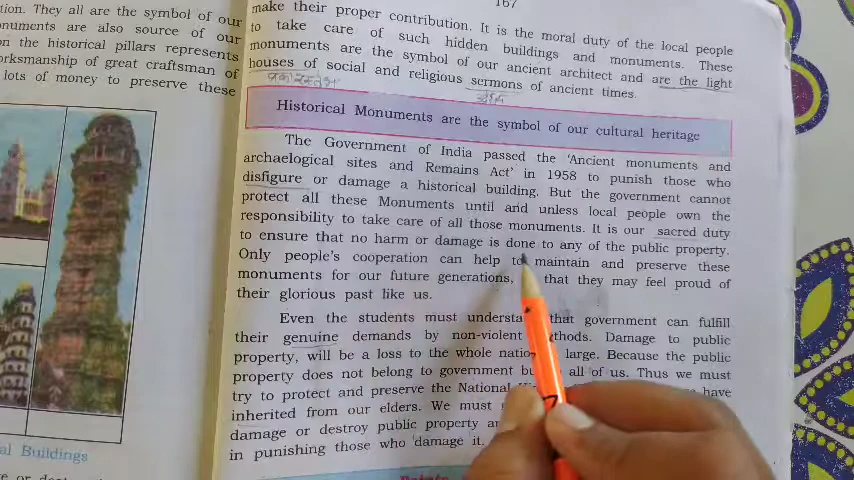 tion. They all are the symbol of our
onuments are also source of our
on the historical pillars represents
orksmanship of great craftsman of
lots of money to preserve these
al Buildings
167
make their proper contribution. It is the moral duty of the local people
to take care of such hidden buildings and monuments. These
monuments are the symbol of our ancient architect and are the light
houses of social and religious sermons of ancient times.
Historical Monuments are the symbol of our cultural heritage
The Government of India passed the 'Ancient monuments and
archaelogical sites and Remains Act' in 1958 to punish those who
disfigure or damage a historical building. But the government cannot
protect all these Monuments until and unless local people own the
responsibility to take care of all those monuments. It is our sacred duty
to ensure that no harm or damage is done to any of the public property.
Only people's cooperation can help to maintain and preserve these
monuments for our future generations, that they may feel proud of
their glorious past like us.
Even the students must understa that government can fulfill
their genuine demands by non-violent thods. Damage to public
property, will be a loss to the whole natio large. Because the public
property does not belong to government bu all of us. Thus we must
try to protect and preserve the National have
inherited from our elders. We must
damage or destroy public property a
in punishing those who damage it.